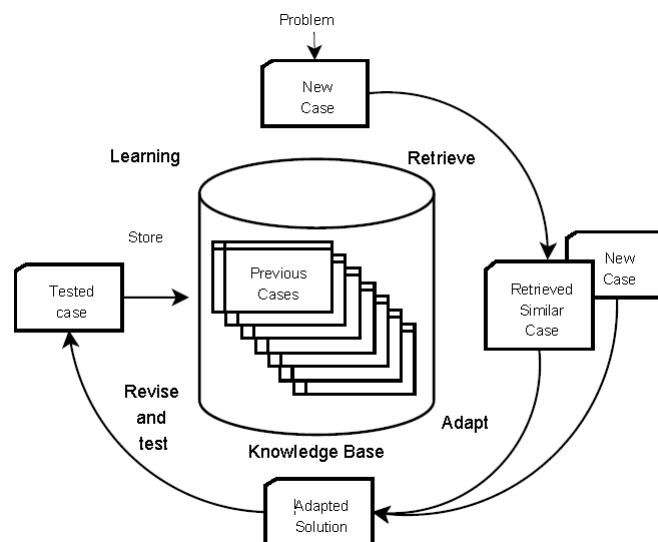 Problem
New
Case
Learning
Retrieve
Store
Previous
Cases
New
Case
Retrieved
Similar
Case
Tested
case
Revise
and
test
Adapt
Knowledge Base
Adapted
Solution